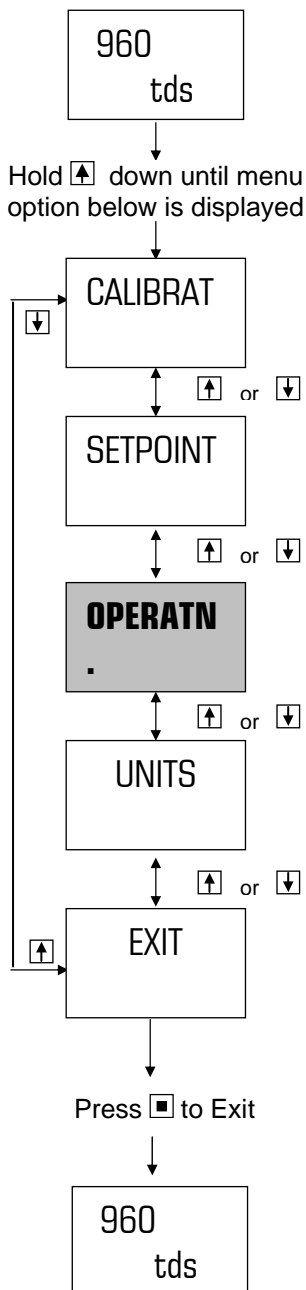 960
tds
Hold ↑ down until menu
option below is displayed
CALIBRAT
↓
↑ or ↓
SETPOINT
↑ or ↓
OPERATN
.
↑ or ↓
UNITS
↑ or ↓
EXIT
↑
Press ■ to Exit
960
tds